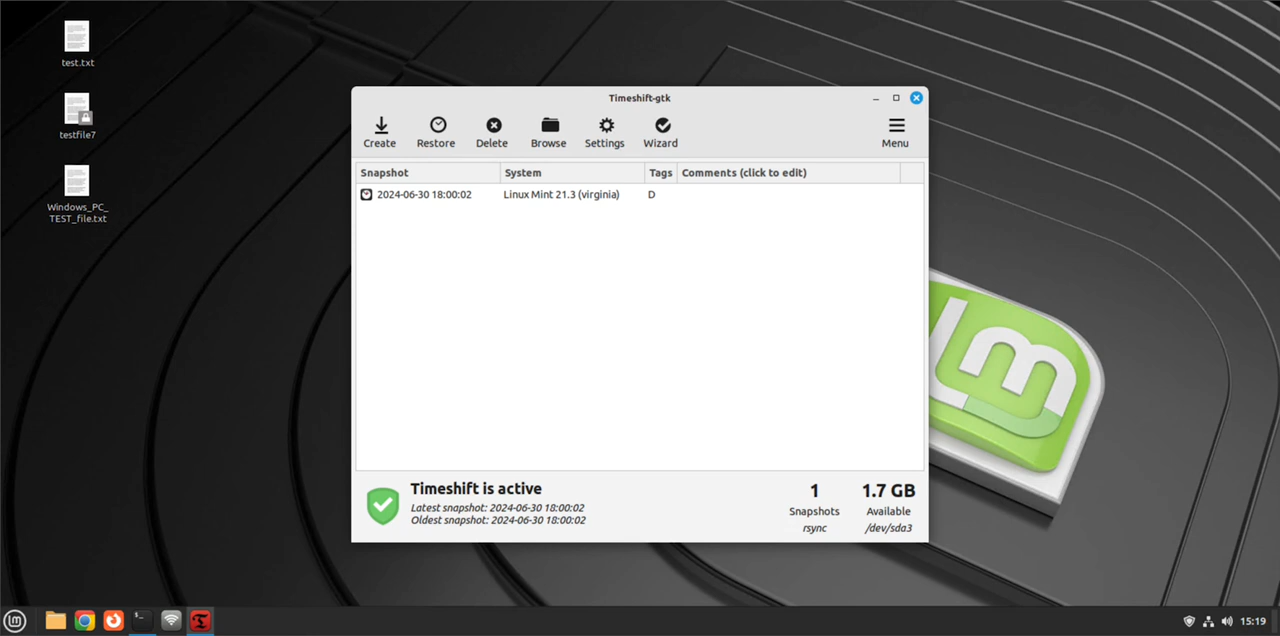 test.txt
testfile7
Windows_PC_
TEST_file.txt
Timeshift-gtk
Create Restore Delete Browse Settings Wizard Menu
Snapshot System Tags Comments (click to edit)
2024-06-30 18:00:02 Linux Mint 21.3 (virginia) D
Timeshift is active
Latest snapshot: 2024-06-30 18:00:02
Oldest snapshot: 2024-06-30 18:00:02
1
Snapshots
rsync
1.7 GB
Available
/dev/sda3
15:19